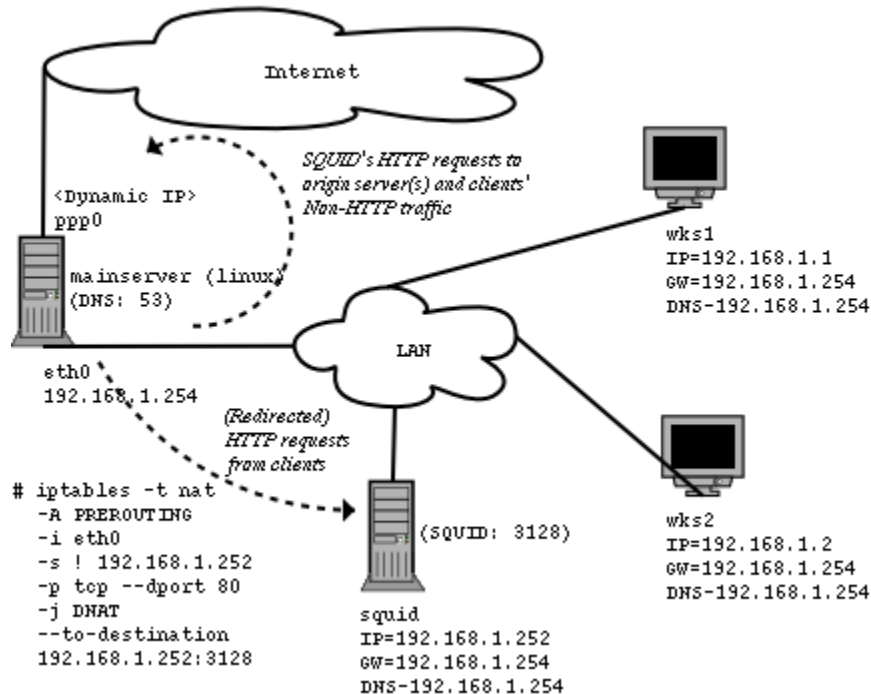 Internet
SQUID's HTTP requests to
origin server(s) and clients'
Non-HTTP traffic
<Dynamic IP>
ppp0
mainserver (linux)
(DNS: 53)
eth0
192.168.1.254
wks1
IP=192.168.1.1
GW=192.168.1.254
DNS-192.168.1.254
LAN
(Redirected)
HTTP requests
from clients
# iptables -t nat
-A PREROUTING
-i eth0
-s ! 192.168.1.252
-p tcp --dport 80
-j DNAT
--to-destination
192.168.1.252:3128
(SQUID: 3128)
squid
IP=192.168.1.252
GW=192.168.1.254
DNS-192.168.1.254
wks2
IP=192.168.1.2
GW=192.168.1.254
DNS-192.168.1.254